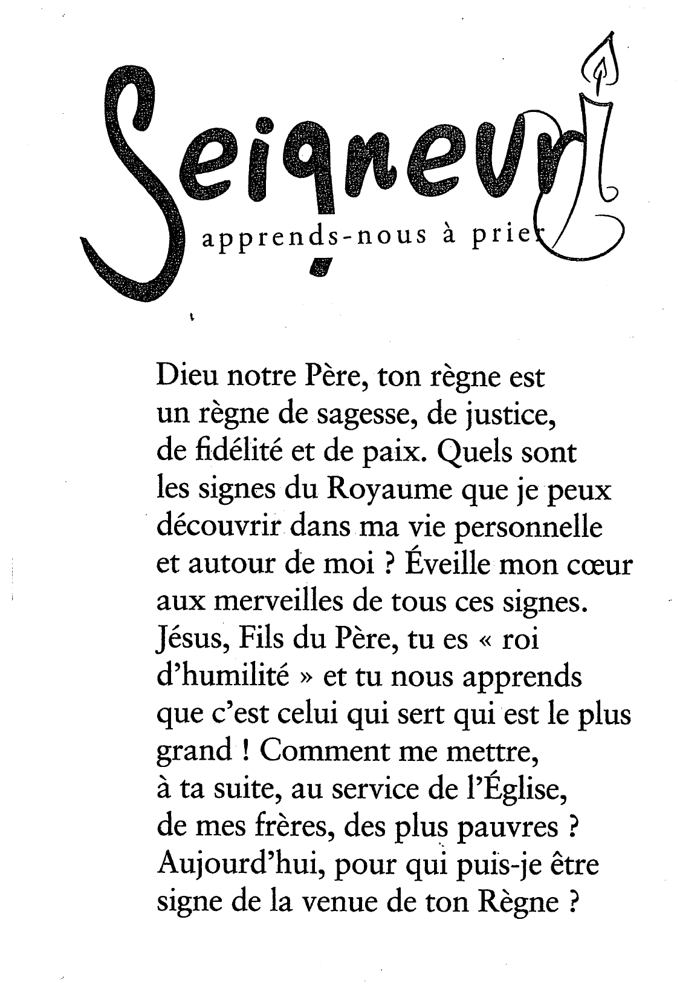 Seigneur
apprends-nous à prier
Dieu notre Père, ton règne est
un règne de sagesse, de justice,
de fidélité et de paix. Quels sont
les signes du Royaume que je peux
découvrir dans ma vie personnelle
et autour de moi ? Éveille mon cœur
aux merveilles de tous ces signes.
Jésus, Fils du Père, tu es « roi
d’humilité » et tu nous apprends
que c’est celui qui sert qui est le plus
grand ! Comment me mettre,
à ta suite, au service de l’Église,
de mes frères, des plus pauvres ?
Aujourd’hui, pour qui puis-je être
signe de la venue de ton Règne ?